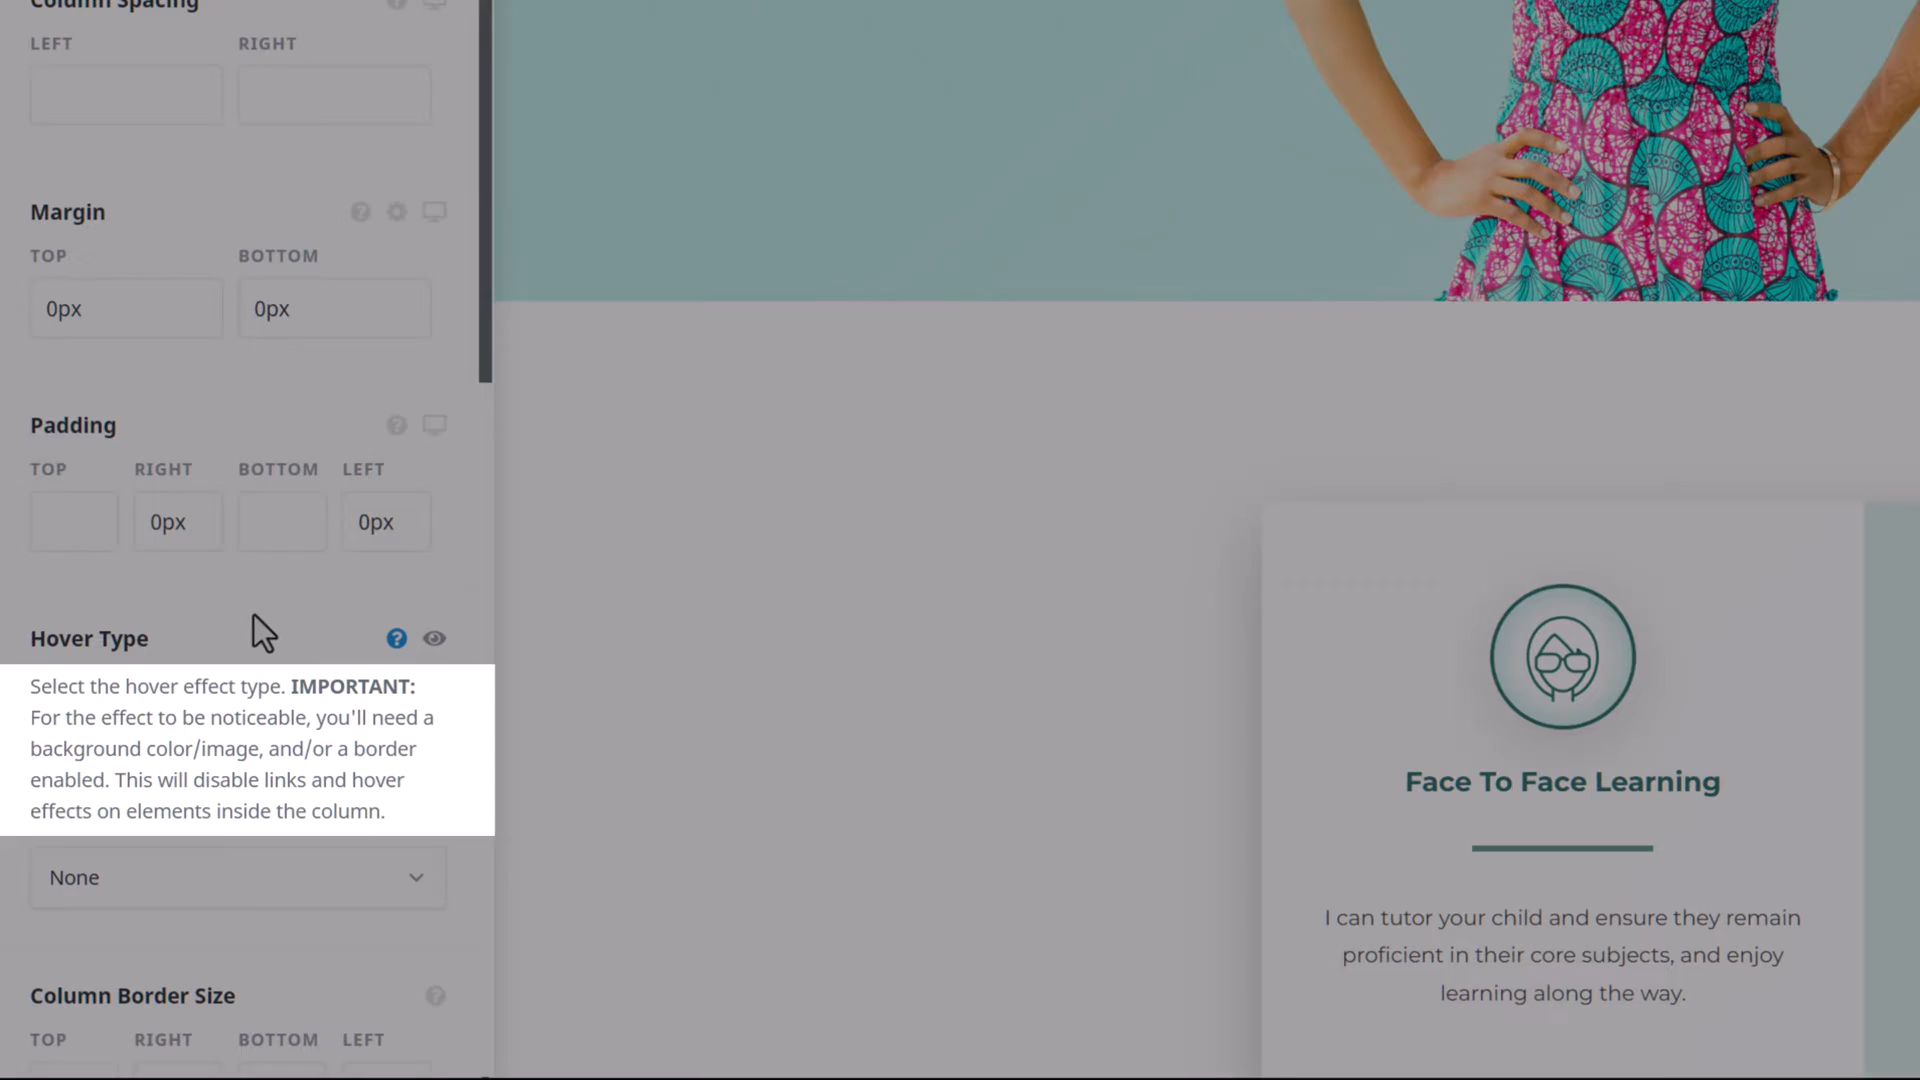 Column Spacing
LEFT RIGHT
Margin
TOP BOTTOM
0px 0px
Padding
TOP RIGHT BOTTOM LEFT
0px 0px
Hover Type
Select the hover effect type. IMPORTANT:
For the effect to be noticeable, you'll need a
background color/image, and/or a border
enabled. This will disable links and hover
effects on elements inside the column.
None
Column Border Size
TOP RIGHT BOTTOM LEFT
Face To Face Learning
I can tutor your child and ensure they remain
proficient in their core subjects, and enjoy
learning along the way.